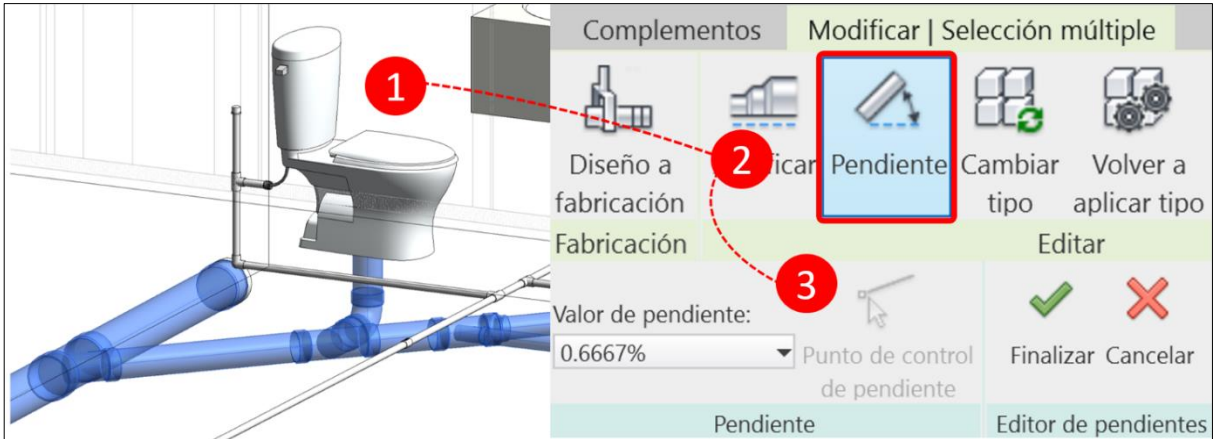 Complementos
Modificar | Selección múltiple
1
2
3
Diseño a
fabricación
Pendiente
Cambiar
tipo
Volver a
aplicar tipo
Fabricación
Editar
Valor de pendiente:
0.6667%
Punto de control
de pendiente
Finalizar
Cancelar
Pendiente
Editor de pendientes